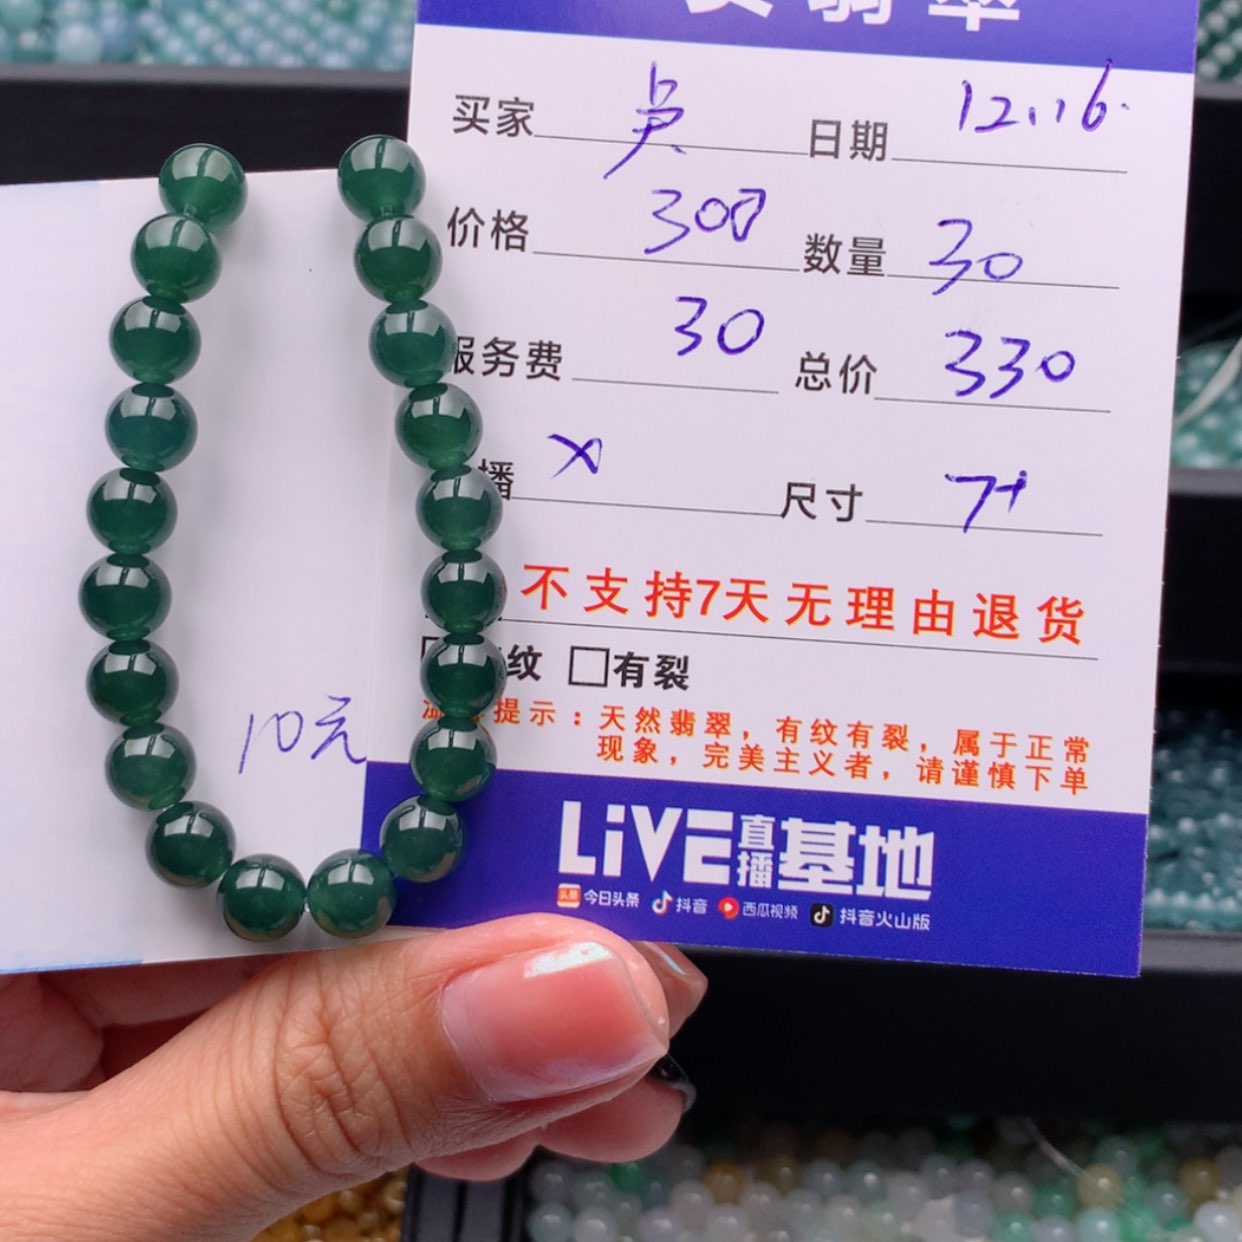 翡翠
买家 吴 日期 12.16.
价格 300 数量 30
服务费 30 总价 330
播 x 尺寸 7+
不支持7天无理由退货
纹 □有裂
提示：天然翡翠，有纹有裂，属于正常
现象，完美主义者，请谨慎下单
10元
LiVE直播基地
头条 今日头条 抖音 西瓜视频 抖音火山版